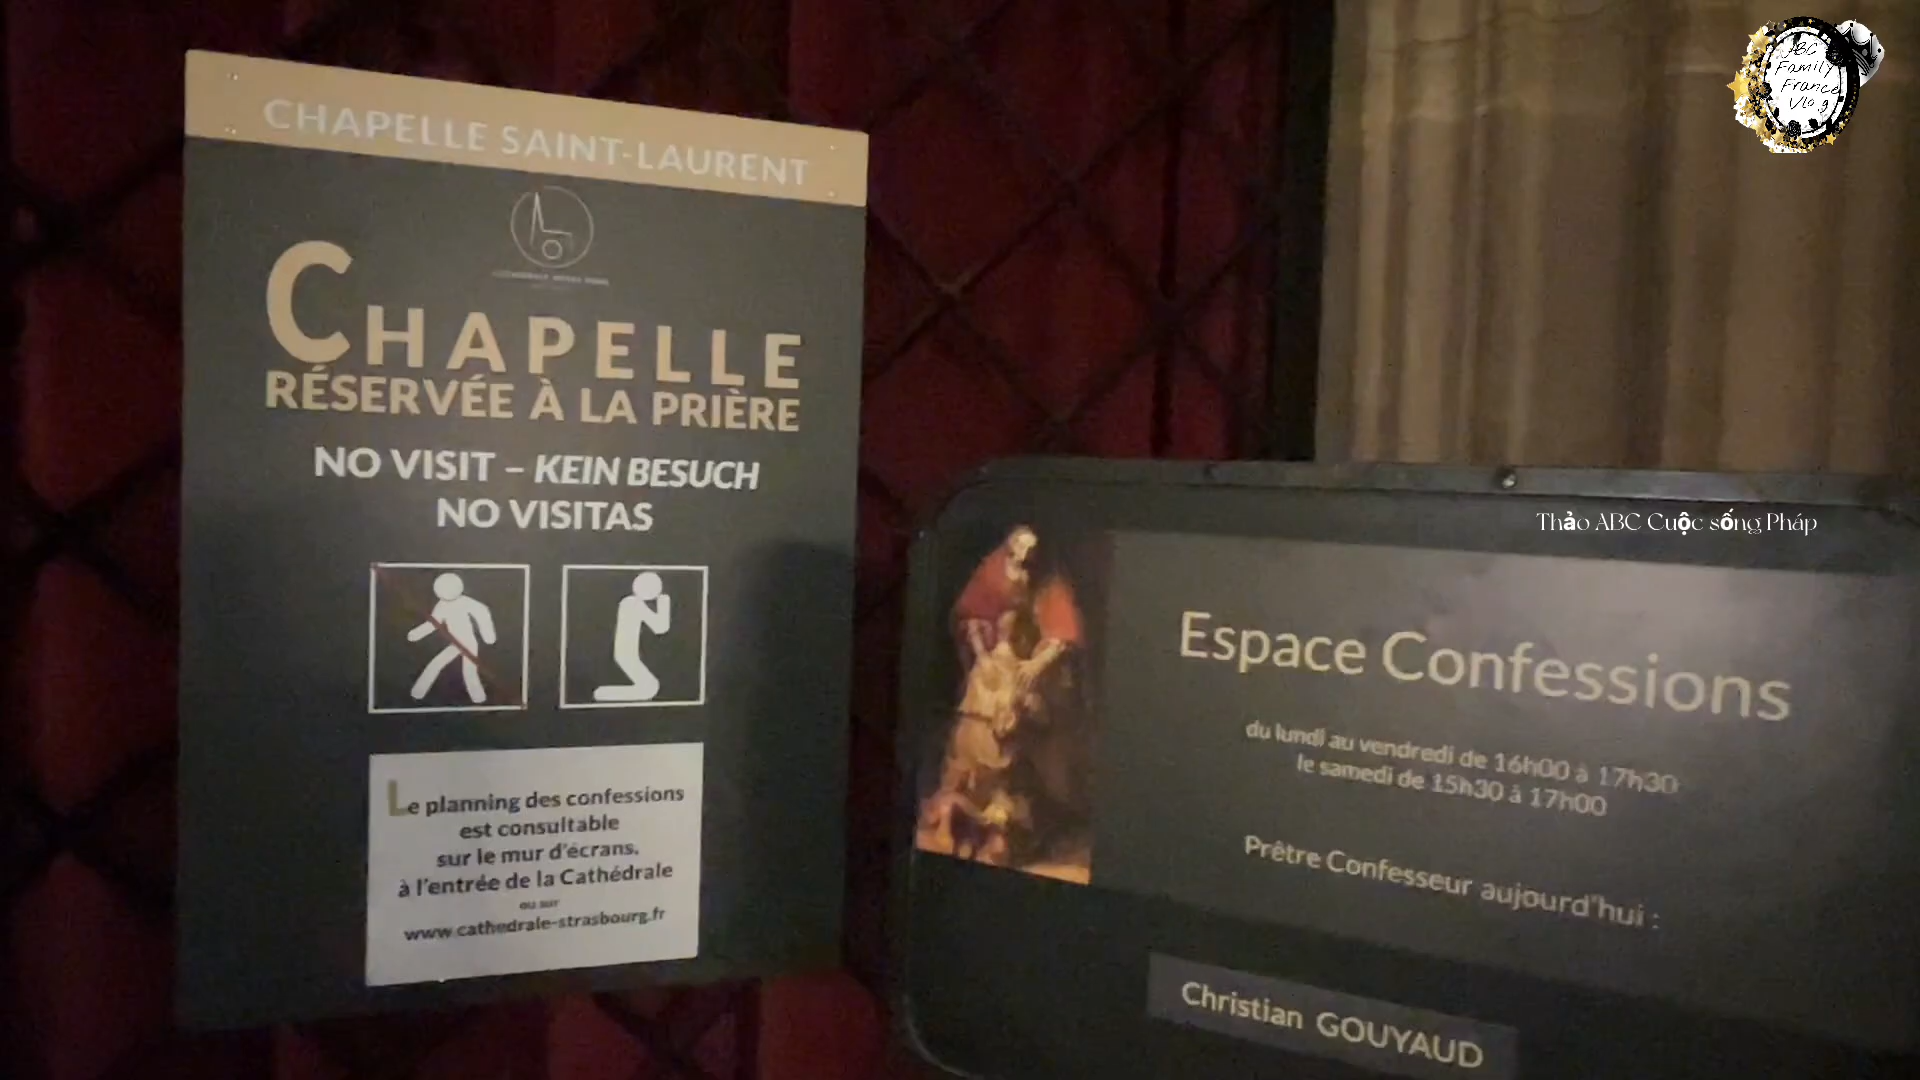 CHAPELLE SAINT-LAURENT
CHAPELLE
RÉSERVÉE À LA PRIÈRE
NO VISIT – KEIN BESUCH
NO VISITAS
Le planning des confessions
est consultable
sur le mur d'écrans,
à l'entrée de la Cathédrale
ou sur
www.cathedrale-strasbourg.fr
ABC
Family
France
Vlog
Thảo ABC Cuộc sống Pháp
Espace Confessions
du lundi au vendredi de 16h00 à 17h30
le samedi de 15h30 à 17h00
Prêtre Confesseur aujourd'hui :
Christian GOUYAUD